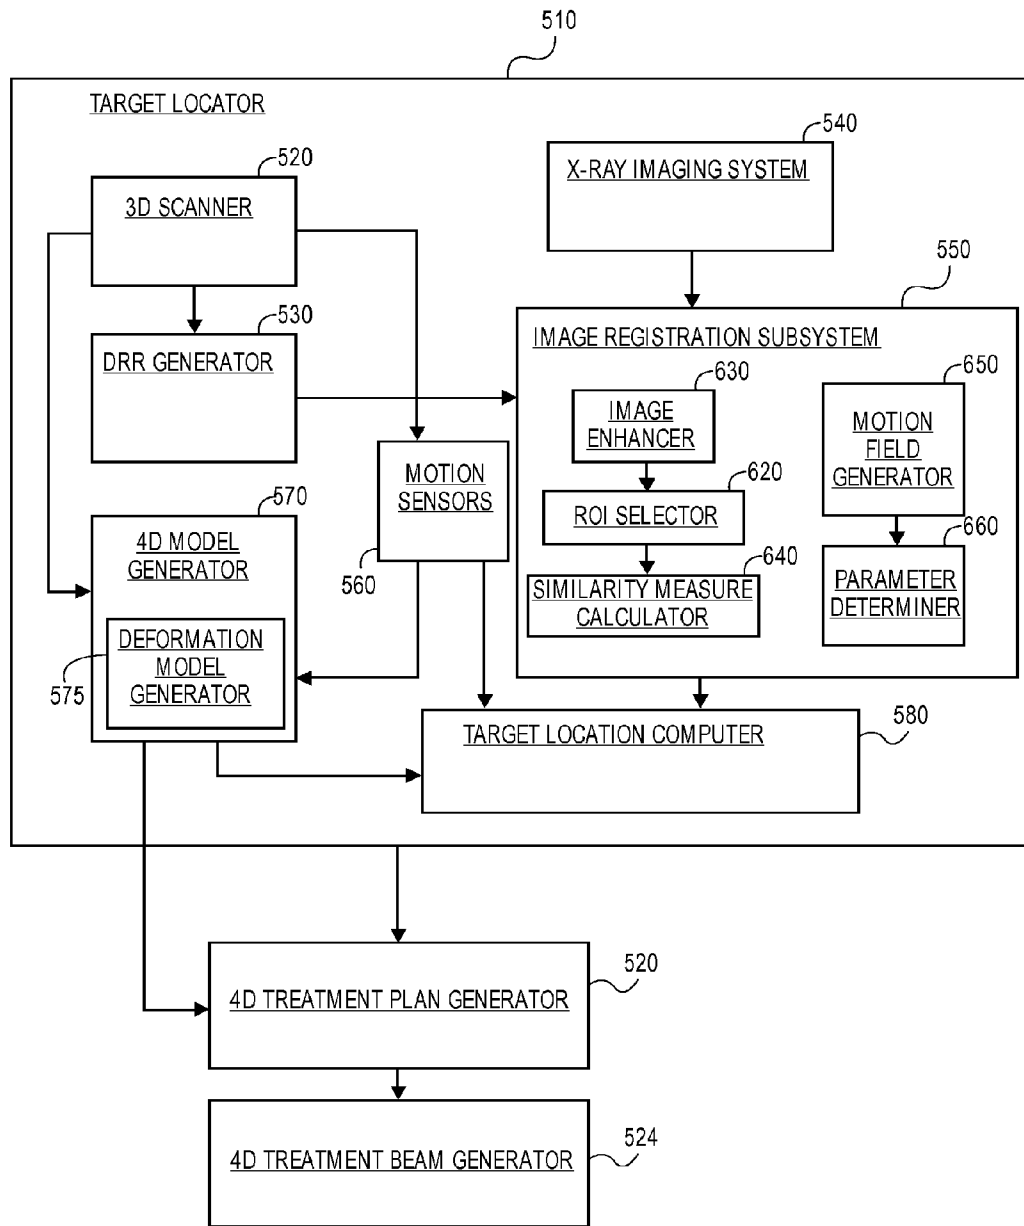 510
TARGET LOCATOR
520
3D SCANNER
540
X-RAY IMAGING SYSTEM
530
DRR GENERATOR
550
IMAGE REGISTRATION SUBSYSTEM
630
IMAGE
ENHANCER
650
MOTION
FIELD
GENERATOR
MOTION
SENSORS
560
620
ROI SELECTOR
570
4D MODEL
GENERATOR
640
SIMILARITY MEASURE
CALCULATOR
660
PARAMETER
DETERMINER
DEFORMATION
MODEL
GENERATOR
575
580
TARGET LOCATION COMPUTER
520
4D TREATMENT PLAN GENERATOR
524
4D TREATMENT BEAM GENERATOR